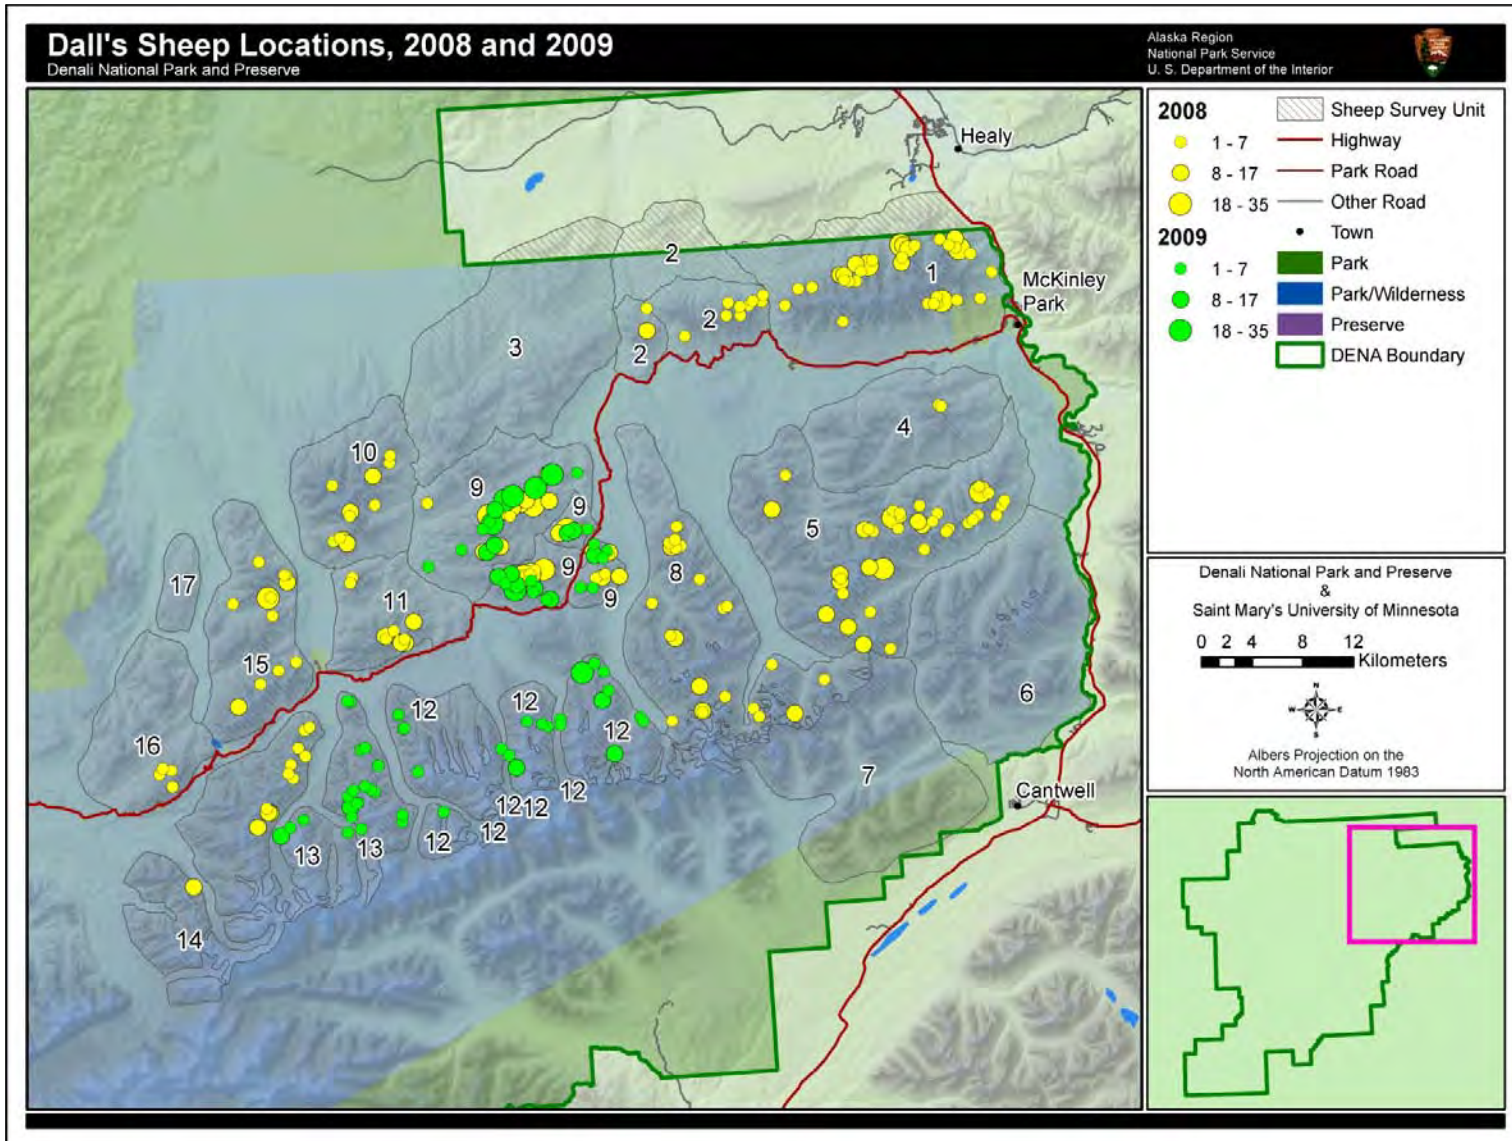 Dall's Sheep Locations, 2008 and 2009
Denali National Park and Preserve
Alaska Region
National Park Service
U. S. Department of the Interior
Healy
2
1
McKinley
Park
2
3
2
4
10
9
9
5
8
17
9
11
9
15
12
12
6
12
16
7
12
12 12
Cantwell
12
12
13
13
14
2008
1 - 7
8 - 17
18 - 35
2009
1 - 7
8 - 17
18 - 35
Sheep Survey Unit
Highway
Park Road
Other Road
Town
Park
Park/Wilderness
Preserve
DENA Boundary
Denali National Park and Preserve
&
Saint Mary's University of Minnesota
0 2 4 8 12
Kilometers
N
W E
S
Albers Projection on the
North American Datum 1983